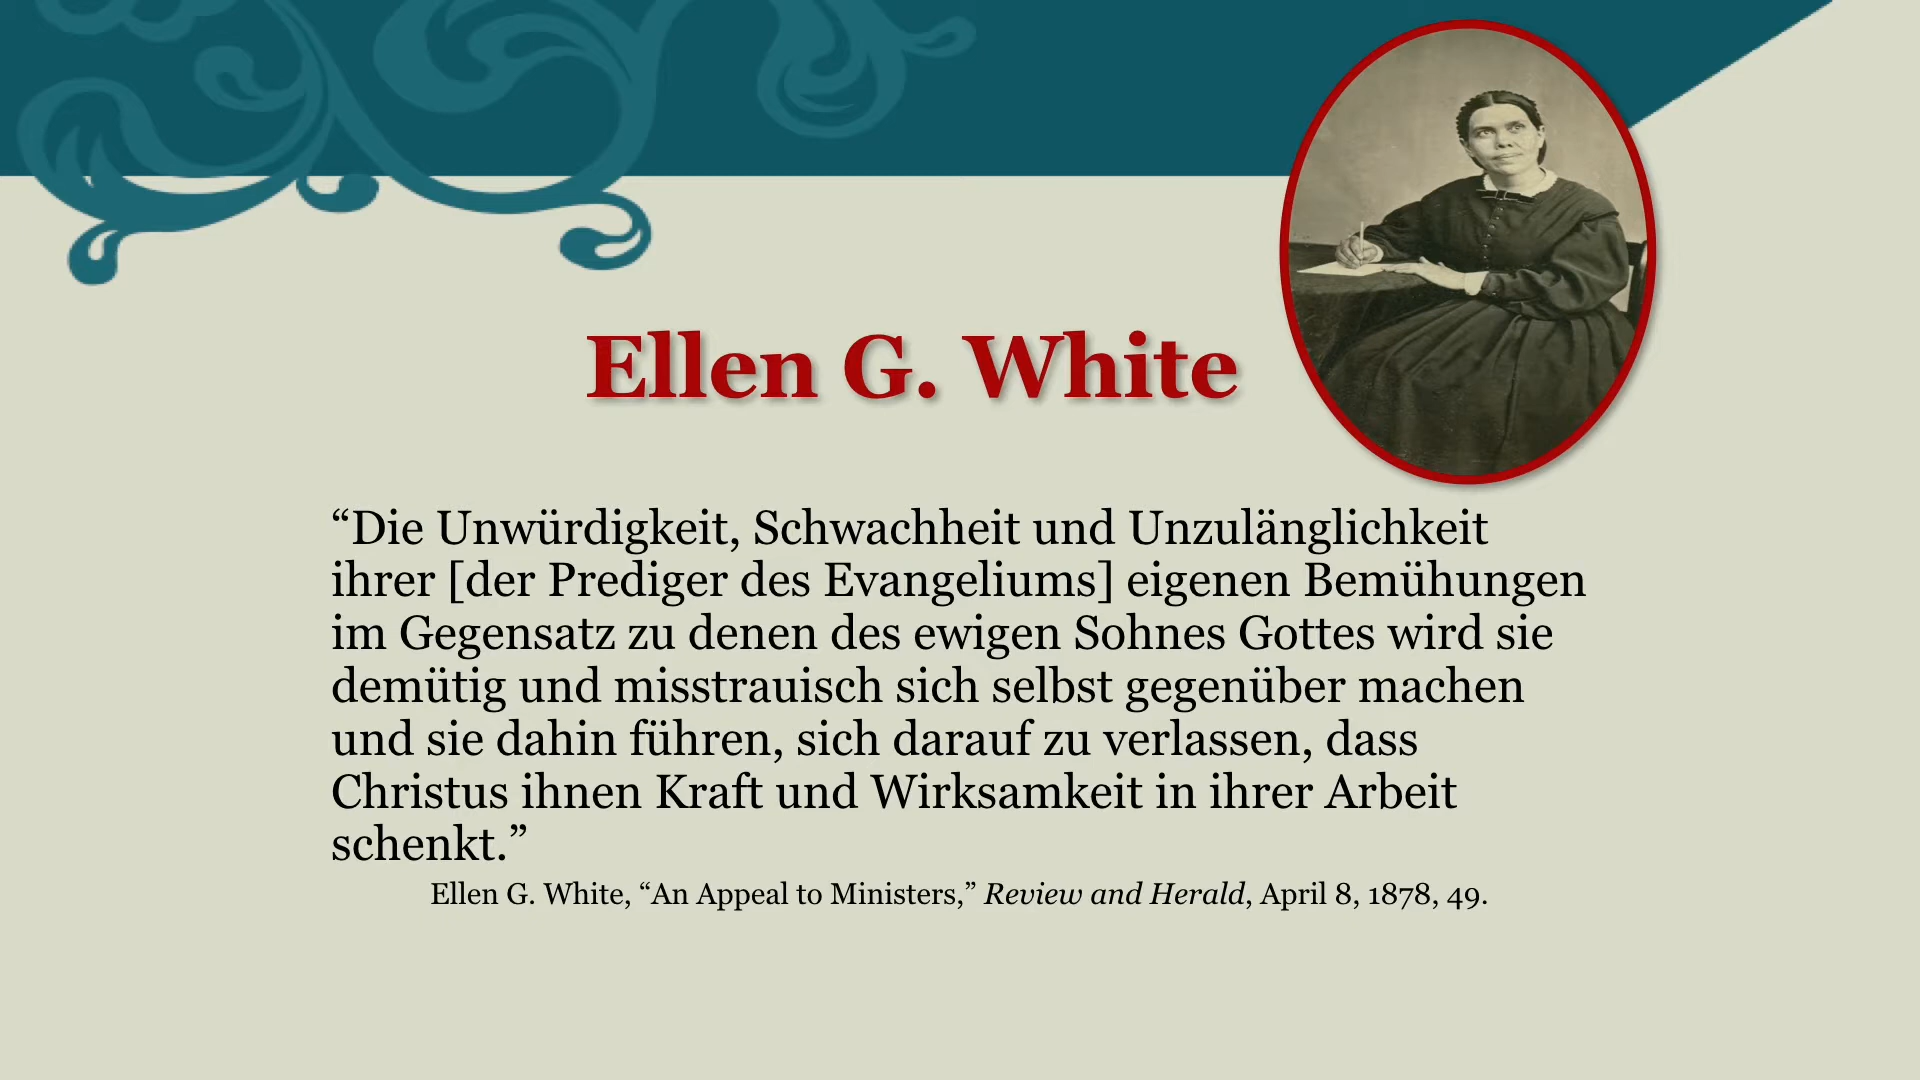 Ellen G. White
“Die Unwürdigkeit, Schwachheit und Unzulänglichkeit
ihrer [der Prediger des Evangeliums] eigenen Bemühungen
im Gegensatz zu denen des ewigen Sohnes Gottes wird sie
demütig und misstrauisch sich selbst gegenüber machen
und sie dahin führen, sich darauf zu verlassen, dass
Christus ihnen Kraft und Wirksamkeit in ihrer Arbeit
schenkt.”
Ellen G. White, “An Appeal to Ministers,” Review and Herald, April 8, 1878, 49.